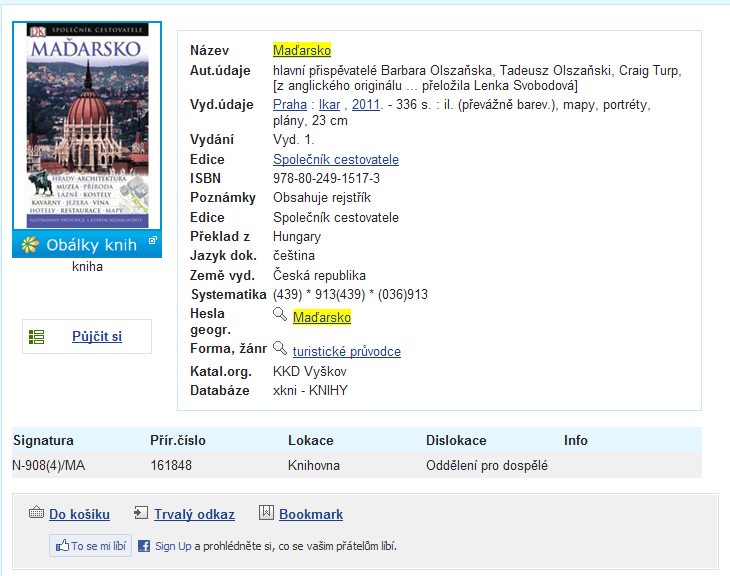 DK SPOLEČNÍK CESTOVATELE
MAĎARSKO
HRADY · ARCHITEKTURA
MUZEA · PŘÍRODA
LÁZNĚ · KOSTELY
KAVÁRNY · JEZERA · VÍNA
HOTELY · RESTAURACE · MAPY
Obálky knih
kniha
Půjčit si
Název Maďarsko
Aut.údaje hlavní přispěvatelé Barbara Olszańska, Tadeusz Olszański, Craig Turp,
[z anglického originálu ... přeložila Lenka Svobodová]
Vyd.údaje Praha : Ikar , 2011. - 336 s. : il. (převážně barev.), mapy, portréty,
plány, 23 cm
Vydání Vyd. 1.
Edice Společník cestovatele
ISBN 978-80-249-1517-3
Poznámky Obsahuje rejstřík
Edice Společník cestovatele
Překlad z Hungary
Jazyk dok. čeština
Země vyd. Česká republika
Systematika (439) * 913(439) * (036)913
Hesla
geogr. Maďarsko
Forma, žánr turistické průvodce
Katal.org. KKD Vyškov
Databáze xkni - KNIHY
Signatura Přír.číslo Lokace Dislokace Info
N-908(4)/MA 161848 Knihovna Oddělení pro dospělé
Do košíku Trvalý odkaz Bookmark
To se mi líbí Sign Up a prohlédněte si, co se vašim přátelům líbí.